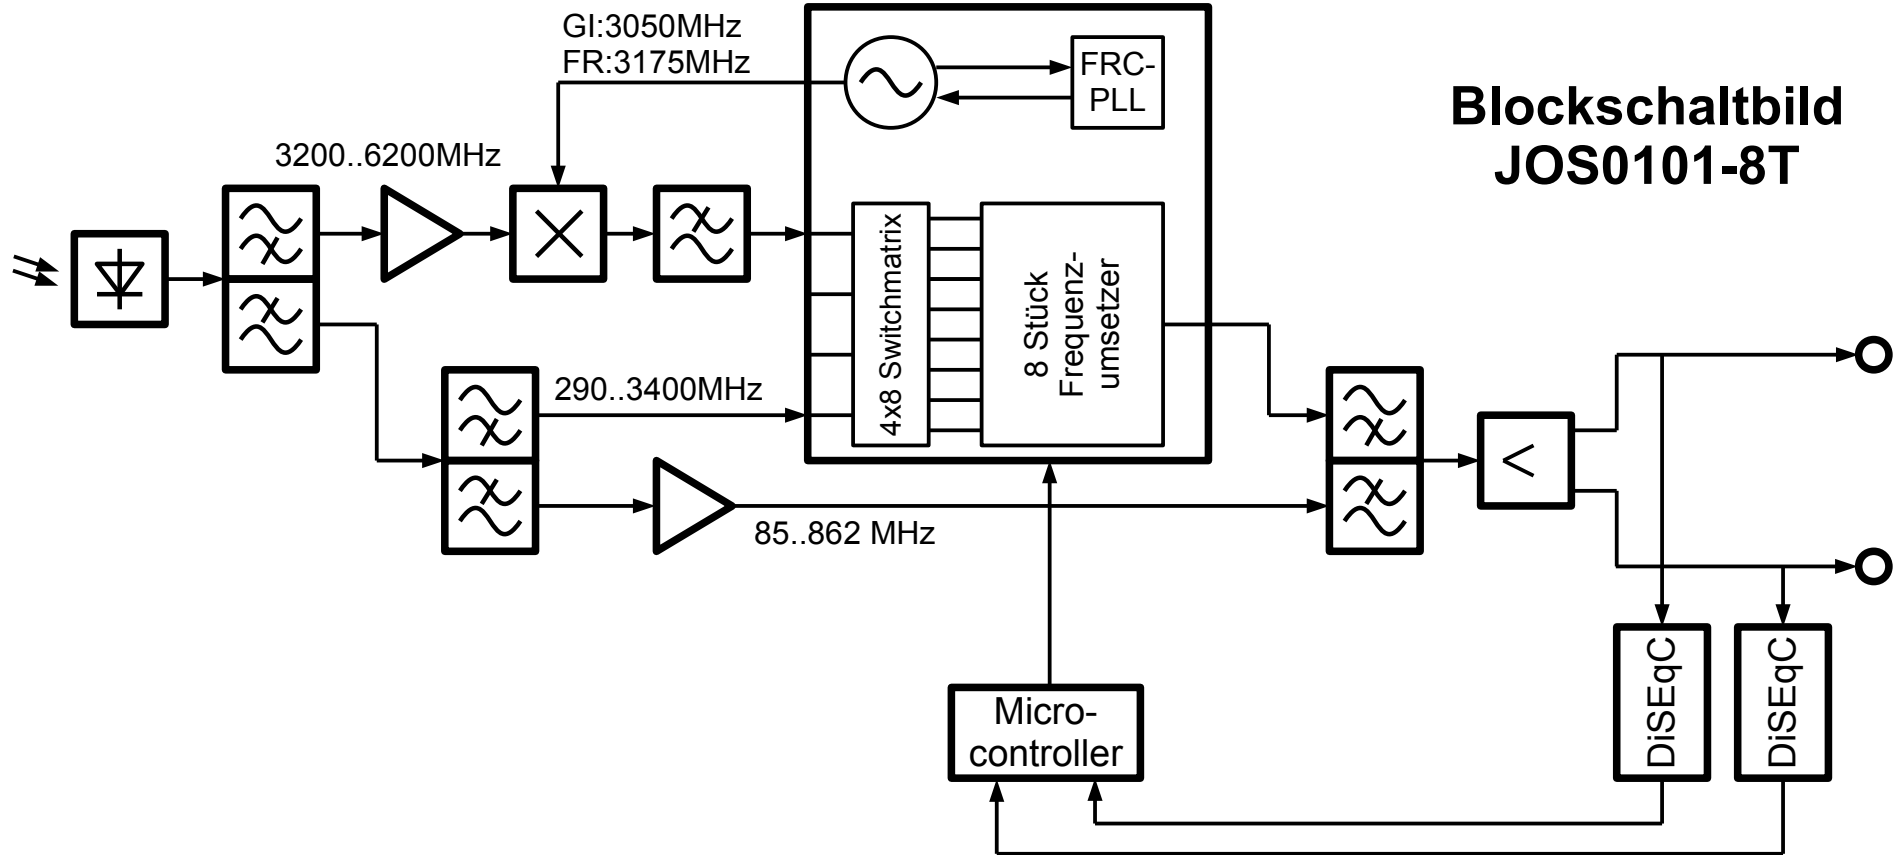 GI:3050MHz
FR:3175MHz
FRC-
PLL
Blockschaltbild
JOS0101-8T
3200..6200MHz
4x8 Switchmatrix
8 Stück
Frequenz-
umsetzer
290..3400MHz
85..862 MHz
Micro-
controller
DiSEqC
DiSEqC